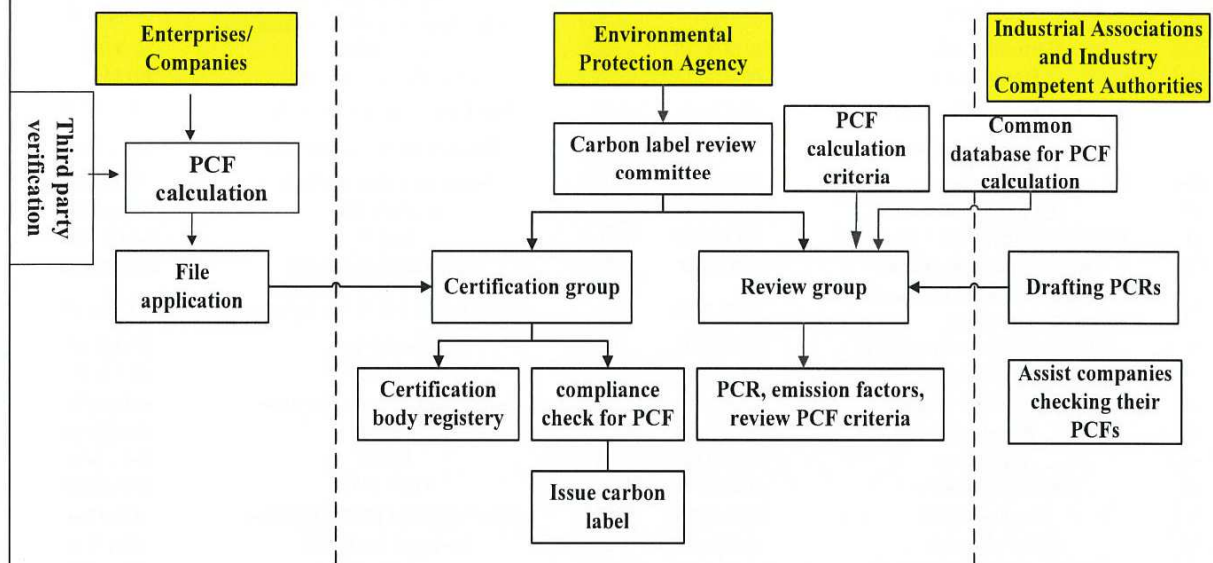 Enterprises/
Companies
Environmental
Protection Agency
Industrial Associations
and Industry
Competent Authorities
Third party
verification
PCF
calculation
Carbon label review
committee
PCF
calculation
criteria
Common
database for PCF
calculation
File
application
Certification group
Review group
Drafting PCRs
Certification
body registery
compliance
check for PCF
PCR, emission factors,
review PCF criteria
Assist companies
checking their
PCFs
Issue carbon
label